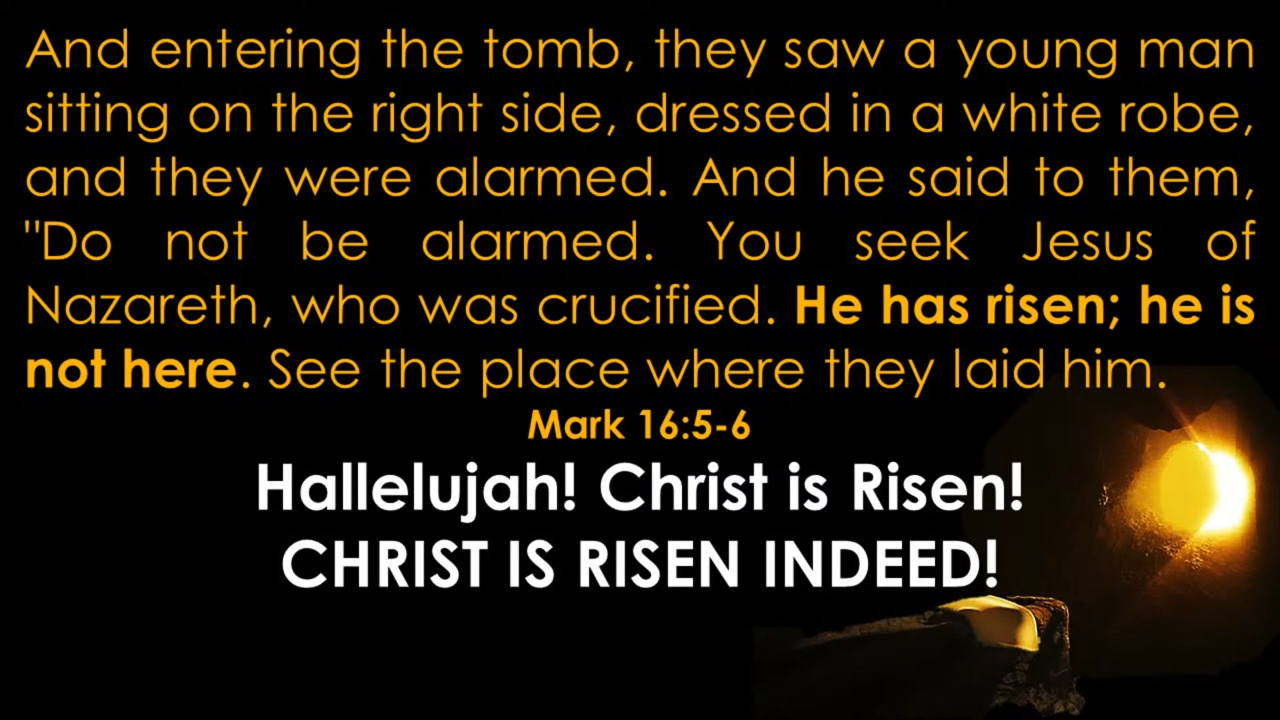 And entering the tomb, they saw a young man
sitting on the right side, dressed in a white robe,
and they were alarmed. And he said to them,
"Do not be alarmed. You seek Jesus of
Nazareth, who was crucified. He has risen; he is
not here. See the place where they laid him.
Mark 16:5-6
Hallelujah! Christ is Risen!
CHRIST IS RISEN INDEED!